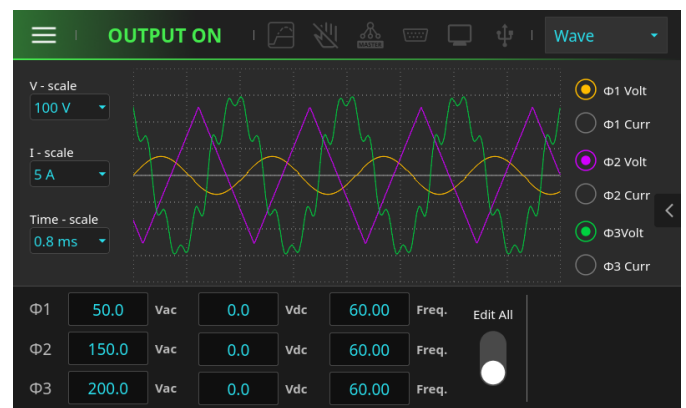 OUTPUT ON
MASTER
Wave
V - scale
100 V
I - scale
5 A
Time - scale
0.8 ms
Φ1 Volt
Φ1 Curr
Φ2 Volt
Φ2 Curr
Φ3Volt
Φ3 Curr
Φ1 50.0 Vac 0.0 Vdc 60.00 Freq.
Edit All
Φ2 150.0 Vac 0.0 Vdc 60.00 Freq.
Φ3 200.0 Vac 0.0 Vdc 60.00 Freq.